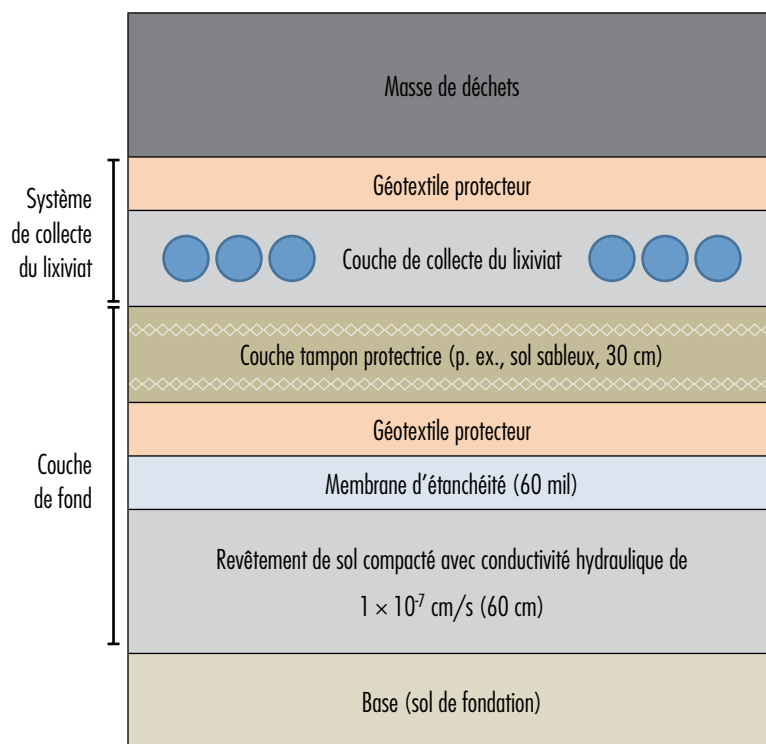 Masse de déchets
Système
de collecte
du lixiviat
Géotextile protecteur
Couche de collecte du lixiviat
Couche
de fond
Couche tampon protectrice (p. ex., sol sableux, 30 cm)
Géotextile protecteur
Membrane d'étanchéité (60 mil)
Revêtement de sol compacté avec conductivité hydraulique de
1 × 10⁻⁷ cm/s (60 cm)
Base (sol de fondation)